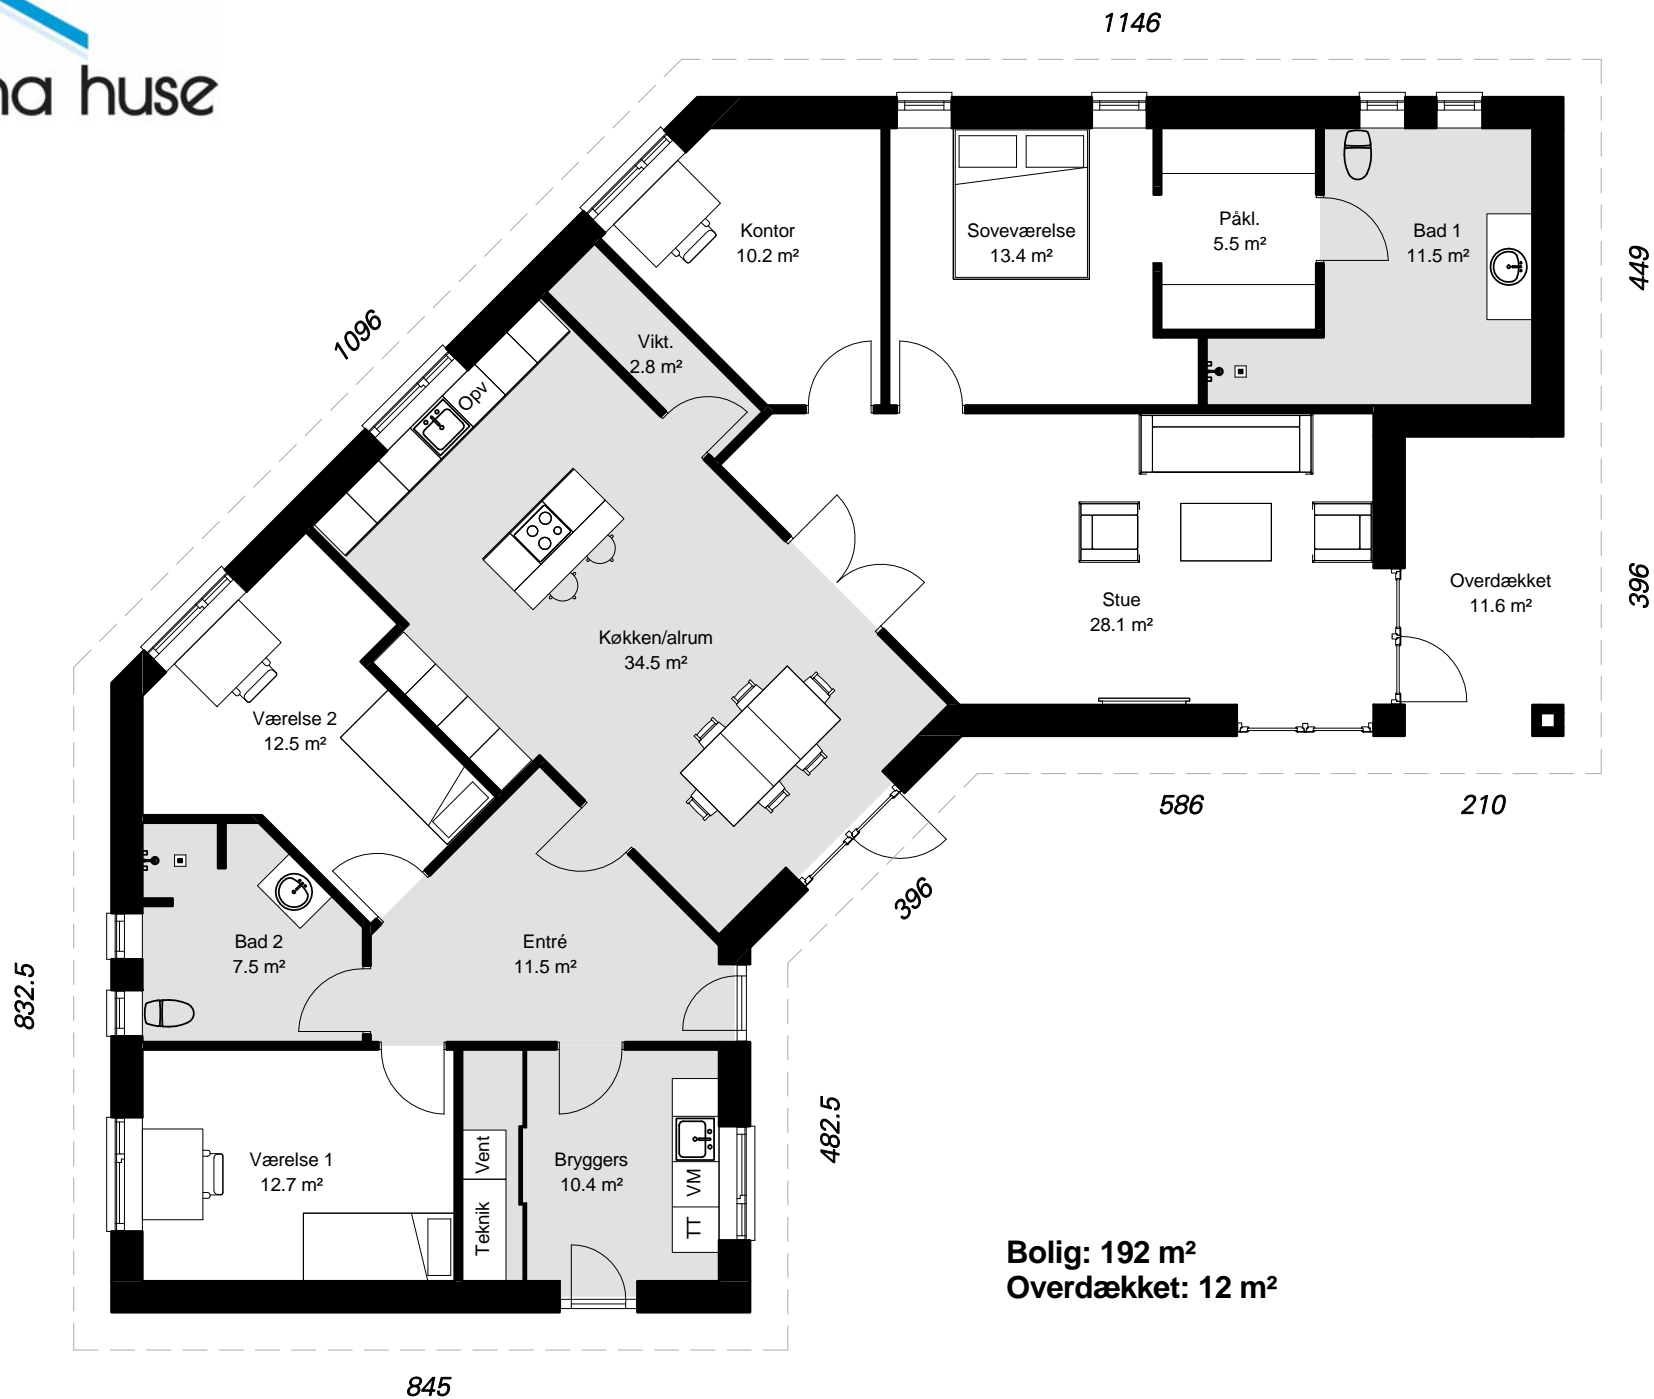 huse
1146
Kontor
10.2 m²
Soveværelse
13.4 m²
Påkl.
5.5 m²
Bad 1
11.5 m²
449
1096
Vikt.
2.8 m²
Opv
Stue
28.1 m²
Overdækket
11.6 m²
396
Køkken/alrum
34.5 m²
Værelse 2
12.5 m²
586
210
396
Bad 2
7.5 m²
Entré
11.5 m²
832.5
482.5
Værelse 1
12.7 m²
Vent
Teknik
Bryggers
10.4 m²
VM
TT
Bolig: 192 m²
Overdækket: 12 m²
845